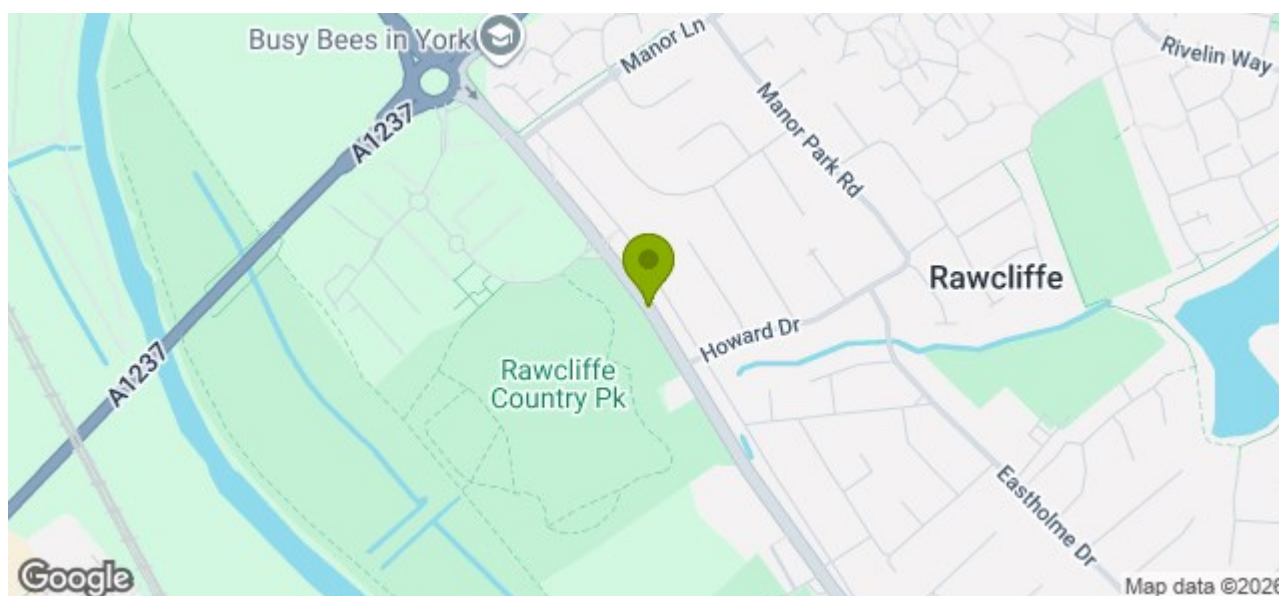 Busy Bees in York
Manor Ln
Rivelin Way
A1237
Manor Park Rd
Rawcliffe
Howard Dr
Rawcliffe
Country Pk
A1237
Eastholme Dr
Google
Map data ©2026